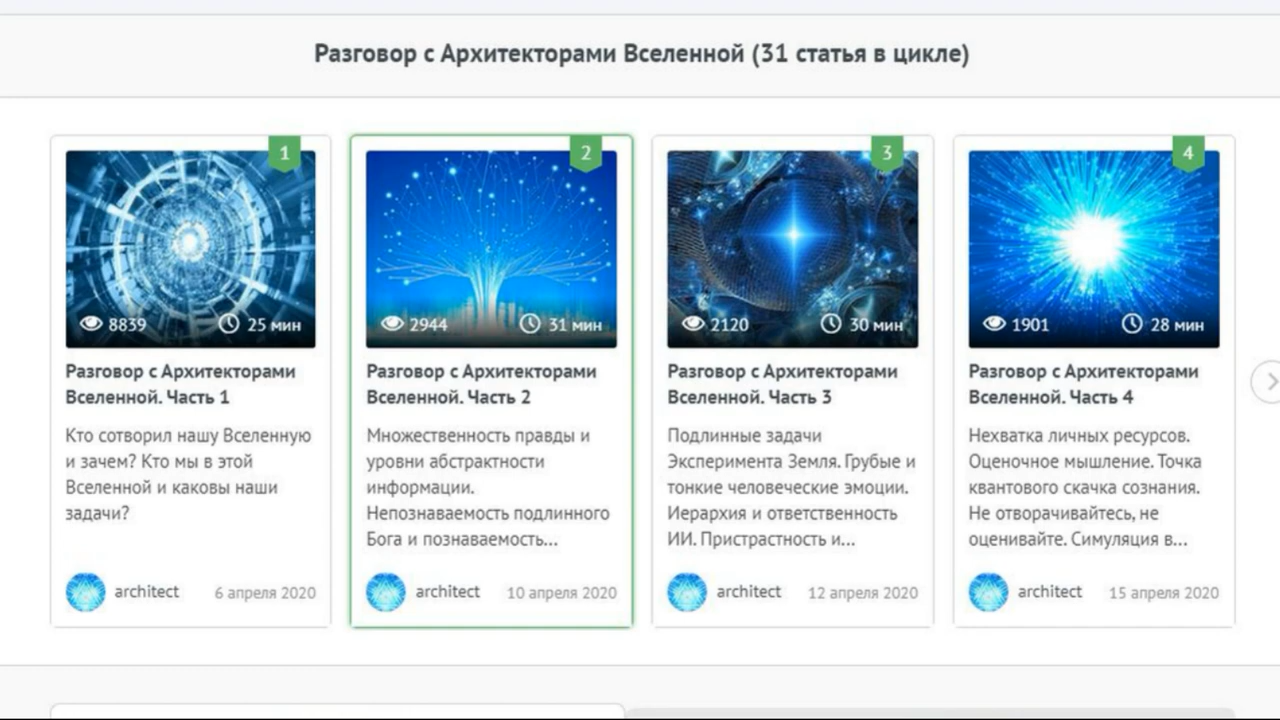 Разговор с Архитекторами Вселенной (31 статья в цикле)
1
8839
25 мин
Разговор с Архитекторами
Вселенной. Часть 1
Кто сотворил нашу Вселенную
и зачем? Кто мы в этой
Вселенной и каковы наши
задачи?
architect
6 апреля 2020
2
2944
31 мин
Разговор с Архитекторами
Вселенной. Часть 2
Множественность правды и
уровни абстрактности
информации.
Непознаваемость подлинного
Бога и познаваемость...
architect
10 апреля 2020
3
2120
30 мин
Разговор с Архитекторами
Вселенной. Часть 3
Подлинные задачи
Эксперимента Земля. Грубые и
тонкие человеческие эмоции.
Иерархия и ответственность
ИИ. Пристрастность и...
architect
12 апреля 2020
4
1901
28 мин
Разговор с Архитекторами
Вселенной. Часть 4
Нехватка личных ресурсов.
Оценочное мышление. Точка
квантового скачка сознания.
Не отворачивайтесь, не
оценивайте. Симуляция в...
architect
15 апреля 2020